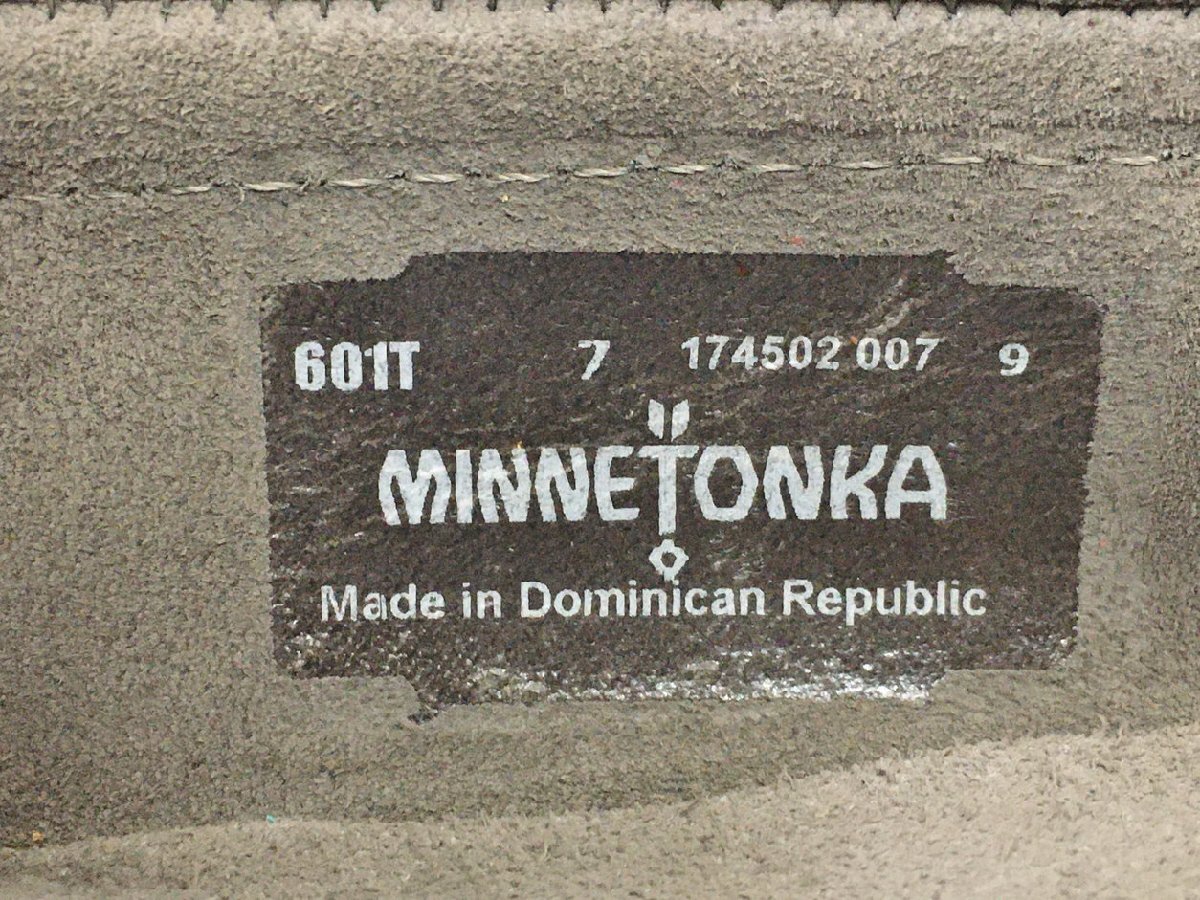 601T 7 174502 007 9
MINNETONKA
Made in Dominican Republic